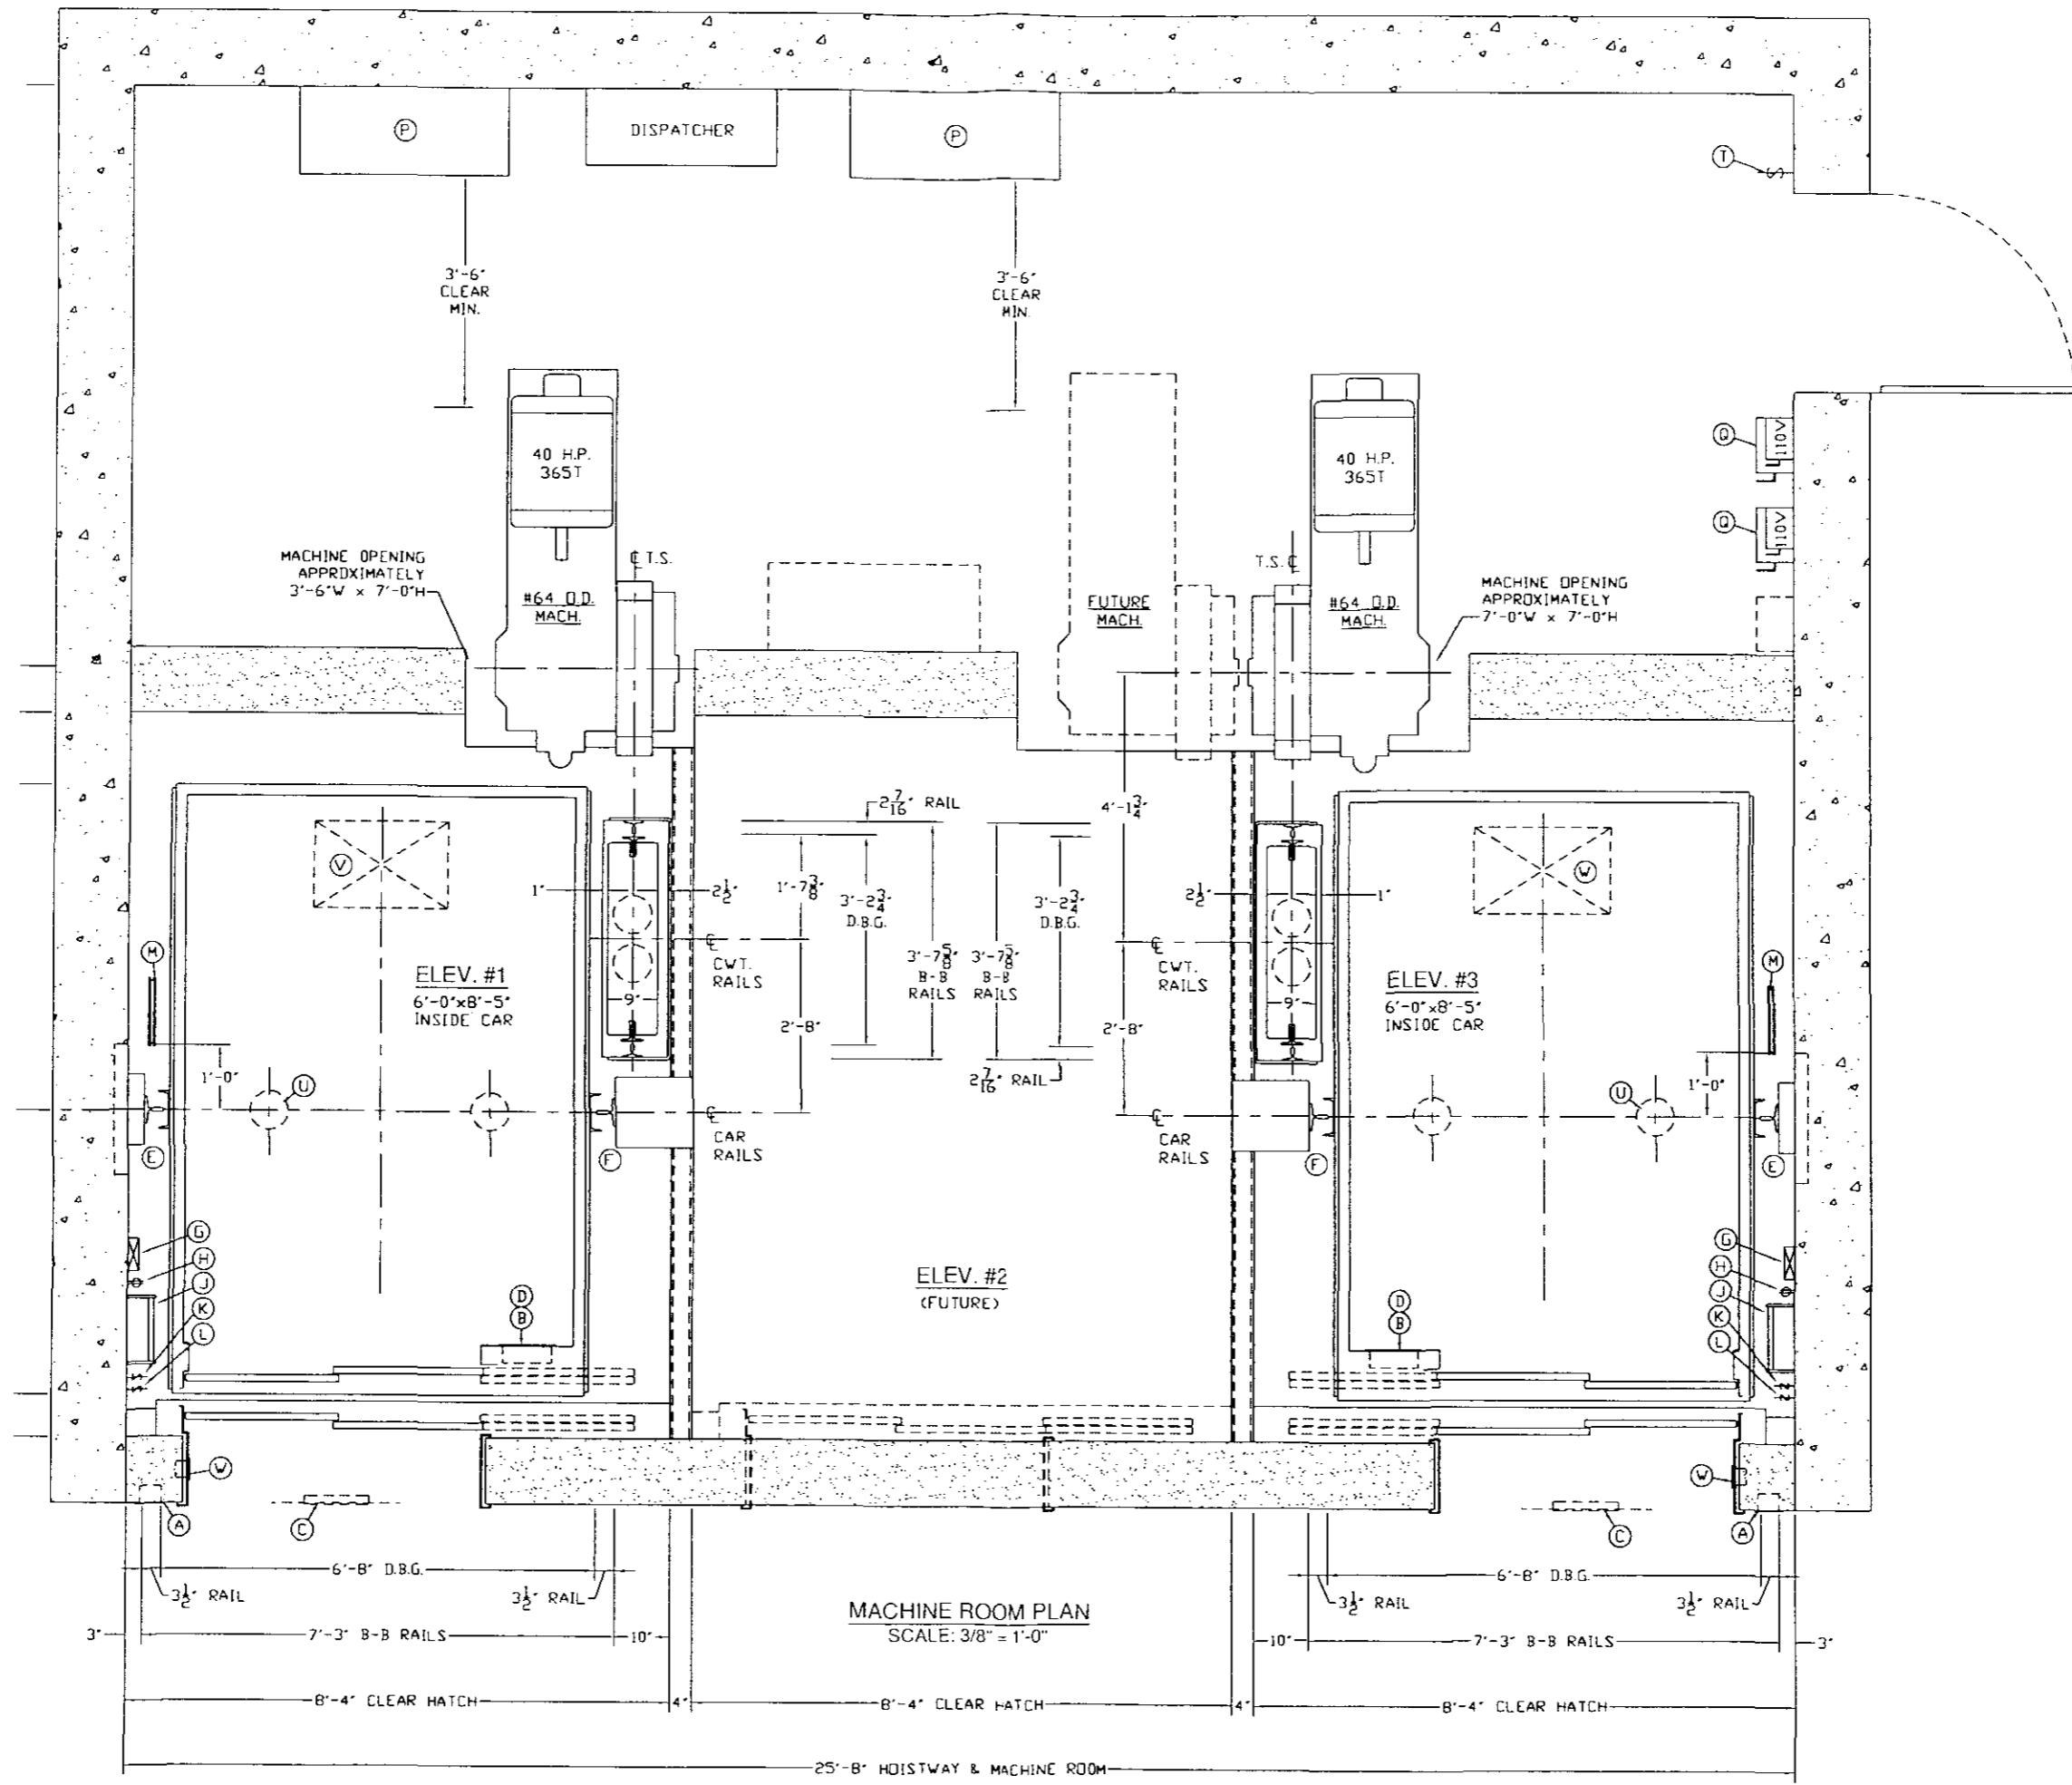 P
DISPATCHER
P
T
3'-6"
CLEAR
MIN.
3'-6"
CLEAR
MIN.
40 H.P.
365T
40 H.P.
365T
Q
110V
Q
110V
MACHINE OPENING
APPROXIMATELY
3'-6"W x 7'-0"H
℄ T.S.
T.S. ℄
#64 O.D.
MACH.
FUTURE
MACH.
#64 O.D.
MACH.
MACHINE OPENING
APPROXIMATELY
7'-0"W x 7'-0"H
2 7/16" RAIL
4'-1 3/4"
V
W
1"
2 1/2"
1'-7 3/8"
3'-2 3/4"
D.B.G.
3'-2 3/4"
D.B.G.
2 1/2"
1"
3'-7 5/8"
B-B
RAILS
3'-7 5/8"
B-B
RAILS
℄
CWT.
RAILS
℄
CWT.
RAILS
M
ELEV. #1
6'-0"x8'-5"
INSIDE CAR
9"
2'-8"
2'-8"
9"
ELEV. #3
6'-0"x8'-5"
INSIDE CAR
M
1'-0"
U
2 7/16" RAIL
U
1'-0"
℄
CAR
RAILS
℄
CAR
RAILS
E
F
F
E
G
H
J
K
L
D
B
ELEV. #2
(FUTURE)
D
B
G
H
J
K
L
W
W
A
C
C
A
6'-8" D.B.G.
6'-8" D.B.G.
3 1/2" RAIL
3 1/2" RAIL
3 1/2" RAIL
3 1/2" RAIL
MACHINE ROOM PLAN
SCALE: 3/8" = 1'-0"
3"
7'-3" B-B RAILS
10"
10"
7'-3" B-B RAILS
3"
8'-4" CLEAR HATCH
4"
8'-4" CLEAR HATCH
4"
8'-4" CLEAR HATCH
25'-8" HOISTWAY & MACHINE ROOM